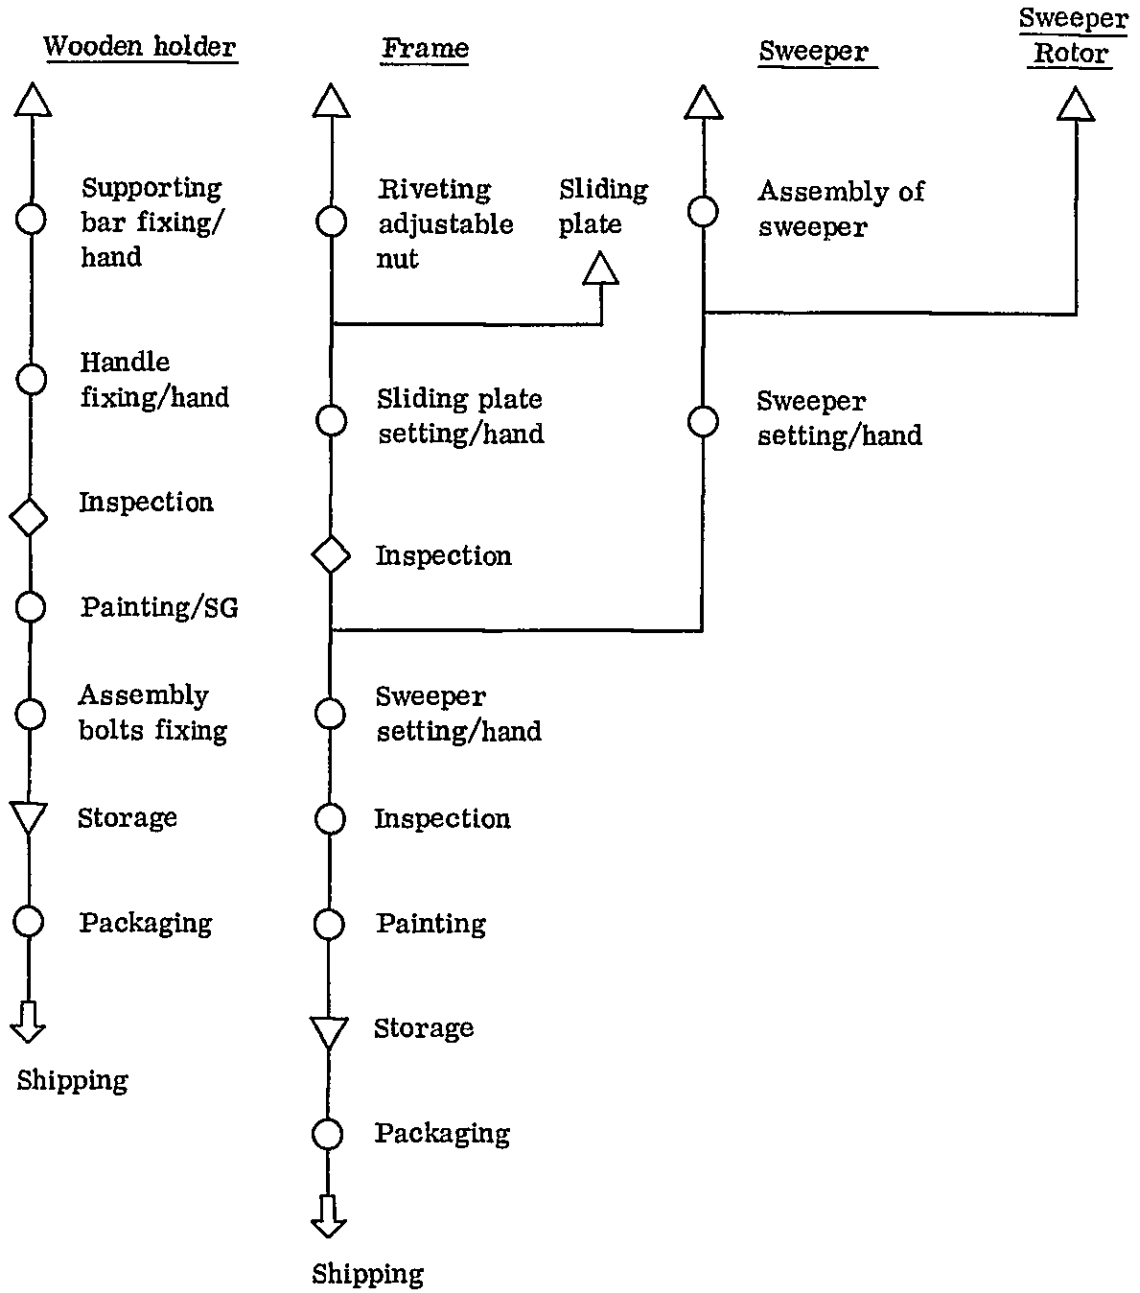 Wooden holder
Supporting
bar fixing/
hand
Handle
fixing/hand
Inspection
Painting/SG
Assembly
bolts fixing
Storage
Packaging
Shipping
Frame
Riveting
adjustable
nut
Sliding
plate
Sliding plate
setting/hand
Inspection
Sweeper
setting/hand
Inspection
Painting
Storage
Packaging
Shipping
Sweeper
Assembly of
sweeper
Sweeper
setting/hand
Sweeper
Rotor